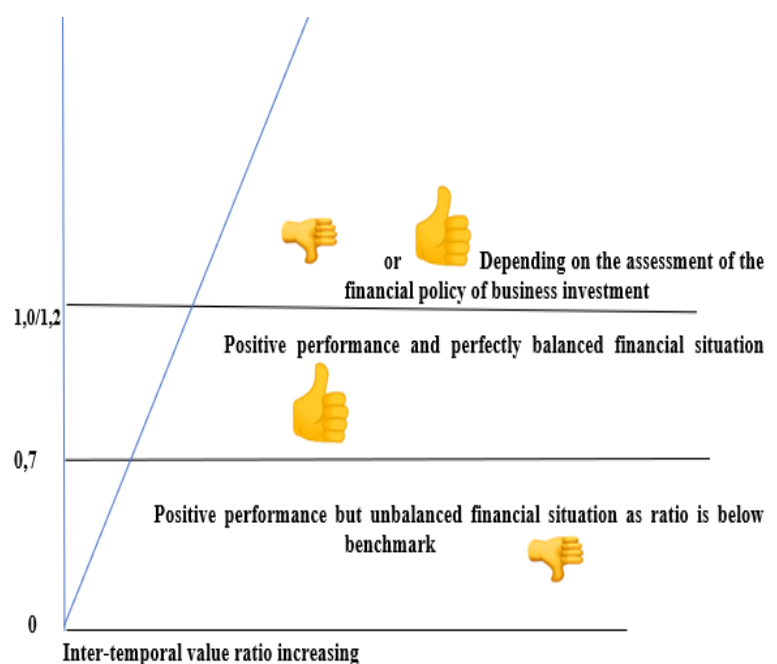 or Depending on the assessment of the
financial policy of business investment
1,0/1,2
Positive performance and perfectly balanced financial situation
0,7
Positive performance but unbalanced financial situation as ratio is below
benchmark
0
Inter-temporal value ratio increasing